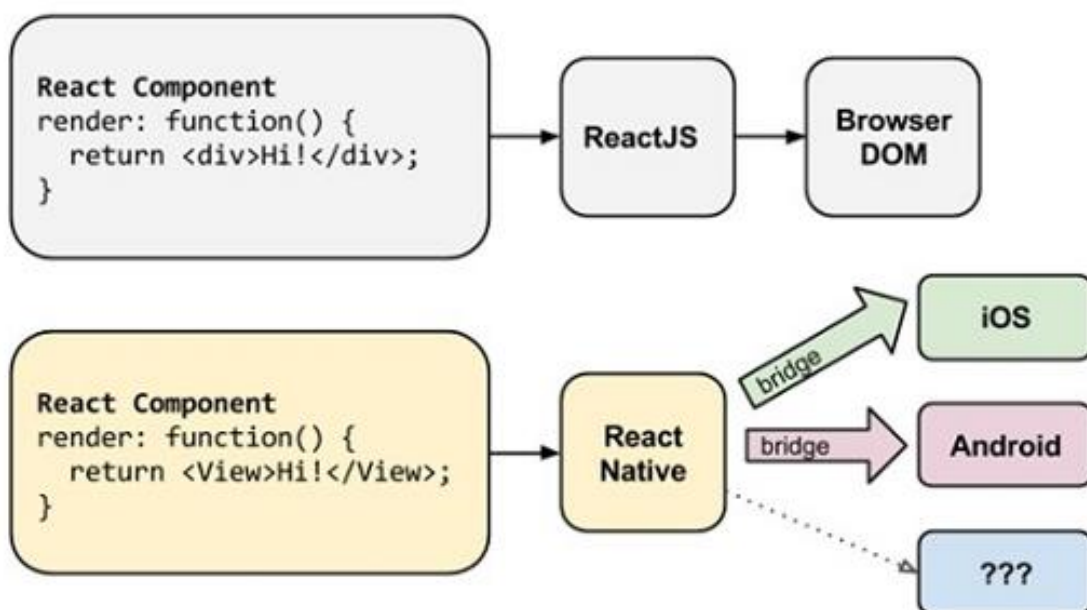 React Component
render: function() {
  return <div>Hi!</div>;
}
ReactJS
Browser
DOM
React Component
render: function() {
  return <View>Hi!</View>;
}
React
Native
bridge
iOS
bridge
Android
???